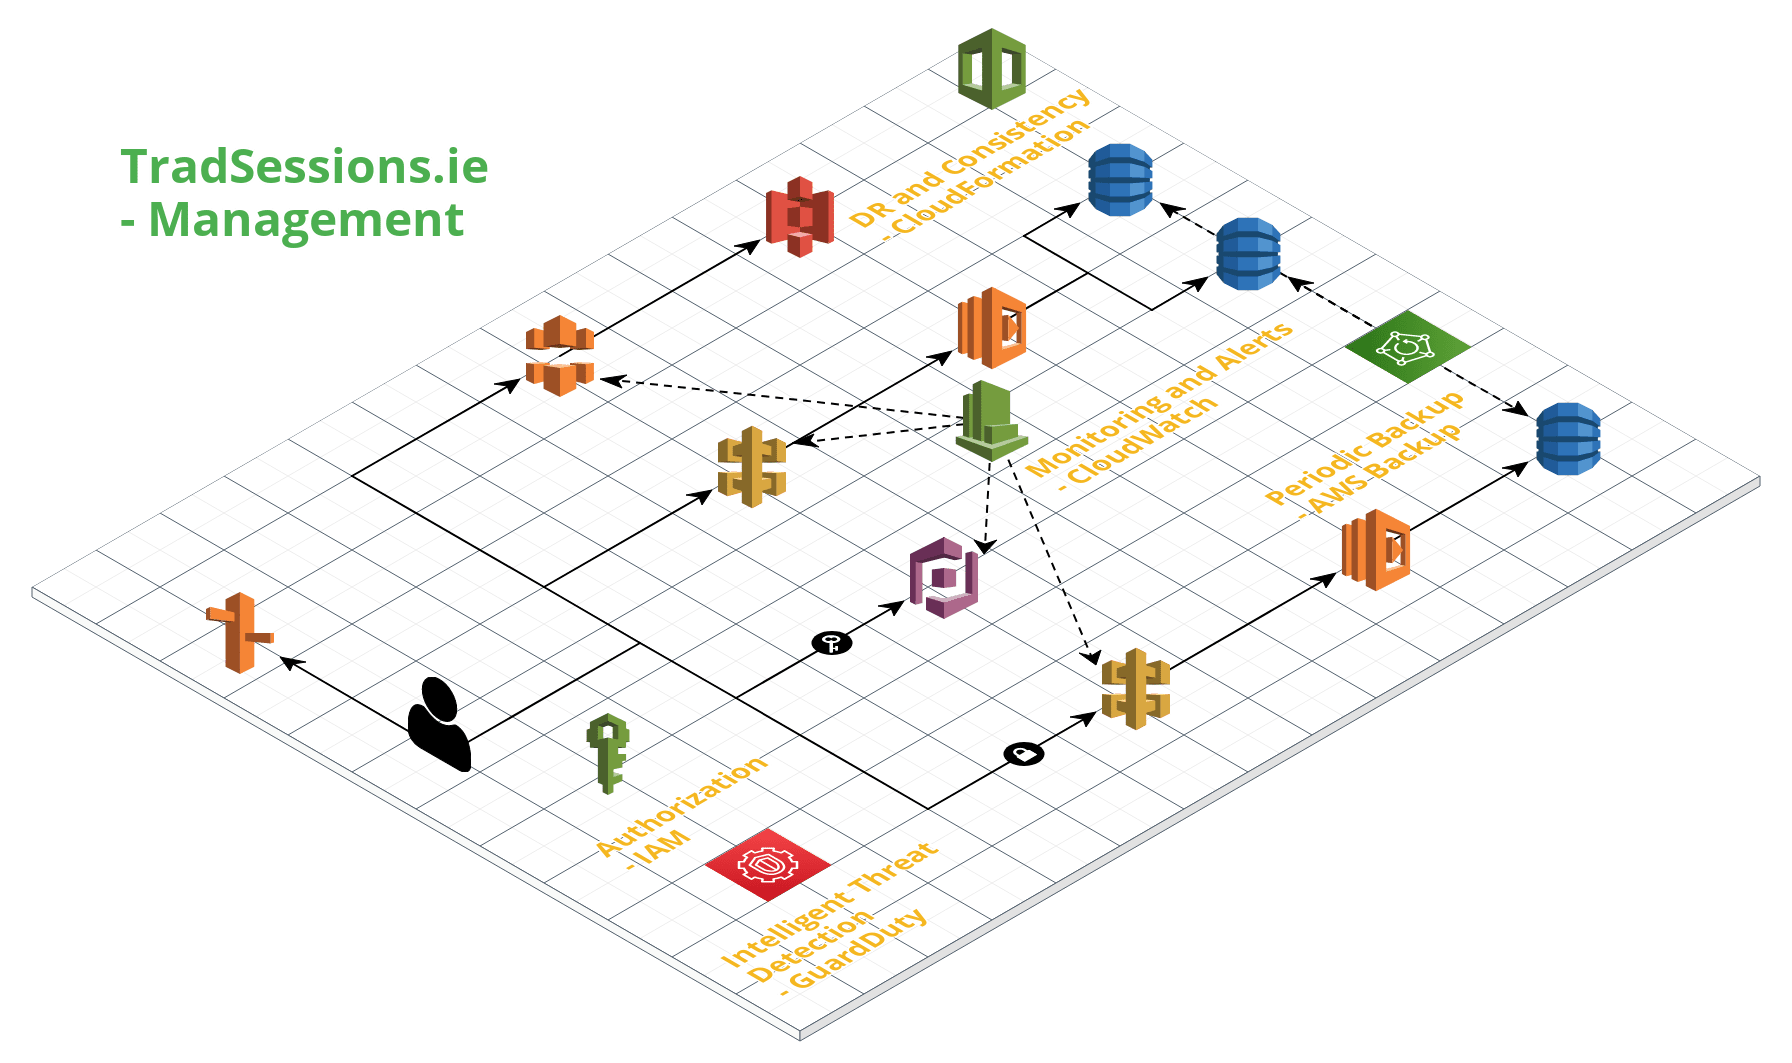 TradSessions.ie
- Management
DR and Consistency
- CloudFormation
Monitoring and Alerts
- CloudWatch
Periodic Backup
- AWS Backup
Authorization
- IAM
Intelligent Threat
Detection
- GuardDuty